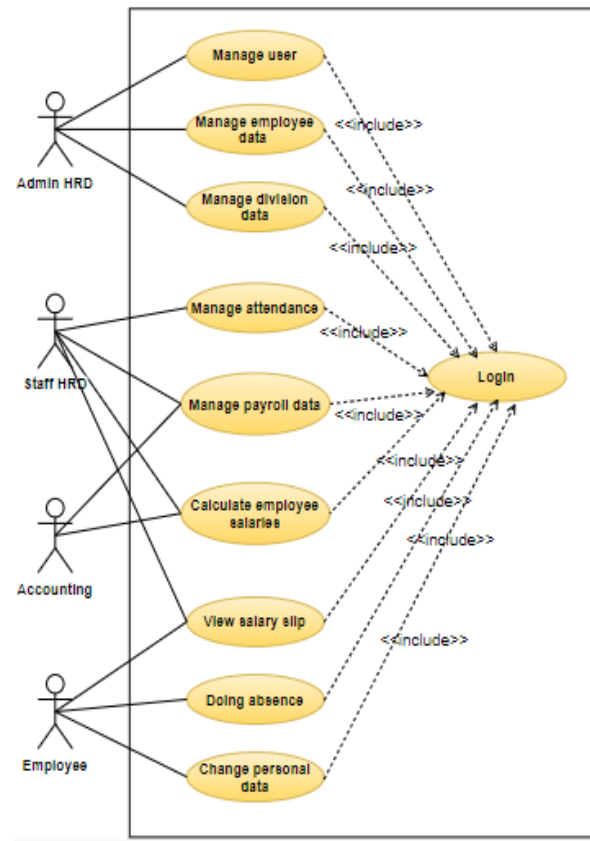 Manage user
Manage employee
data
<<include>>
Admin HRD
Manage division
data
<<include>>
<<include>>
Manage attendance
<<include>>
Staff HRD
Login
Manage payroll data
<<include>>
<<include>>
Calculate employee
salaries
<<include>>
<<include>>
Accounting
View salary slip
<<include>>
Doing absence
Employee
Change personal
data